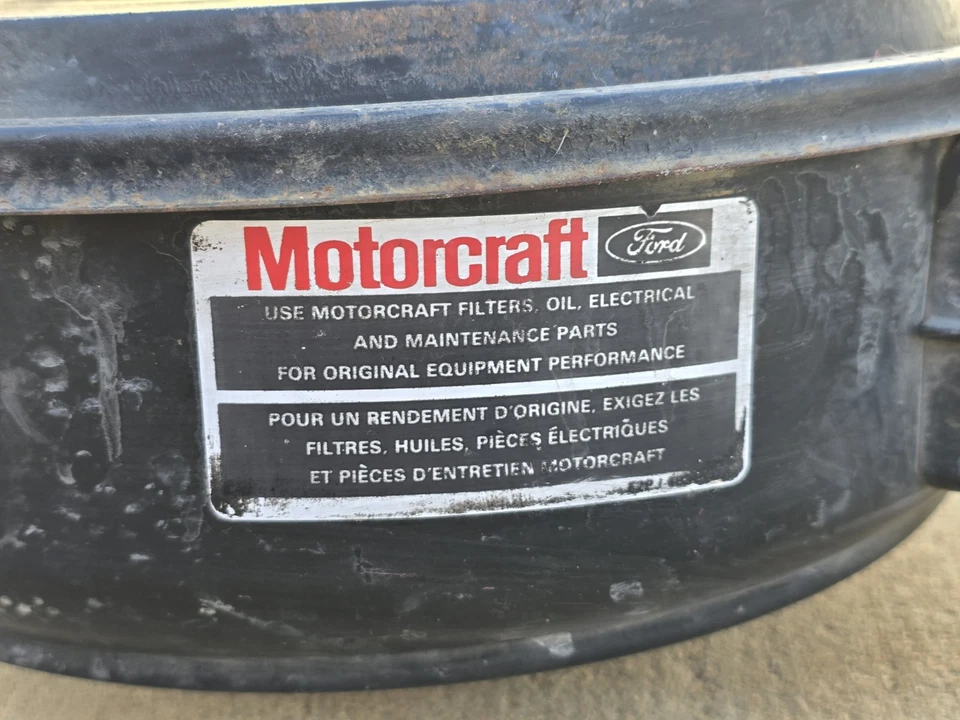 Motorcraft Ford
USE MOTORCRAFT FILTERS, OIL, ELECTRICAL
AND MAINTENANCE PARTS
FOR ORIGINAL EQUIPMENT PERFORMANCE
POUR UN RENDEMENT D'ORIGINE, EXIGEZ LES
FILTRES, HUILES, PIÈCES ÉLECTRIQUES
ET PIÈCES D'ENTRETIEN MOTORCRAFT